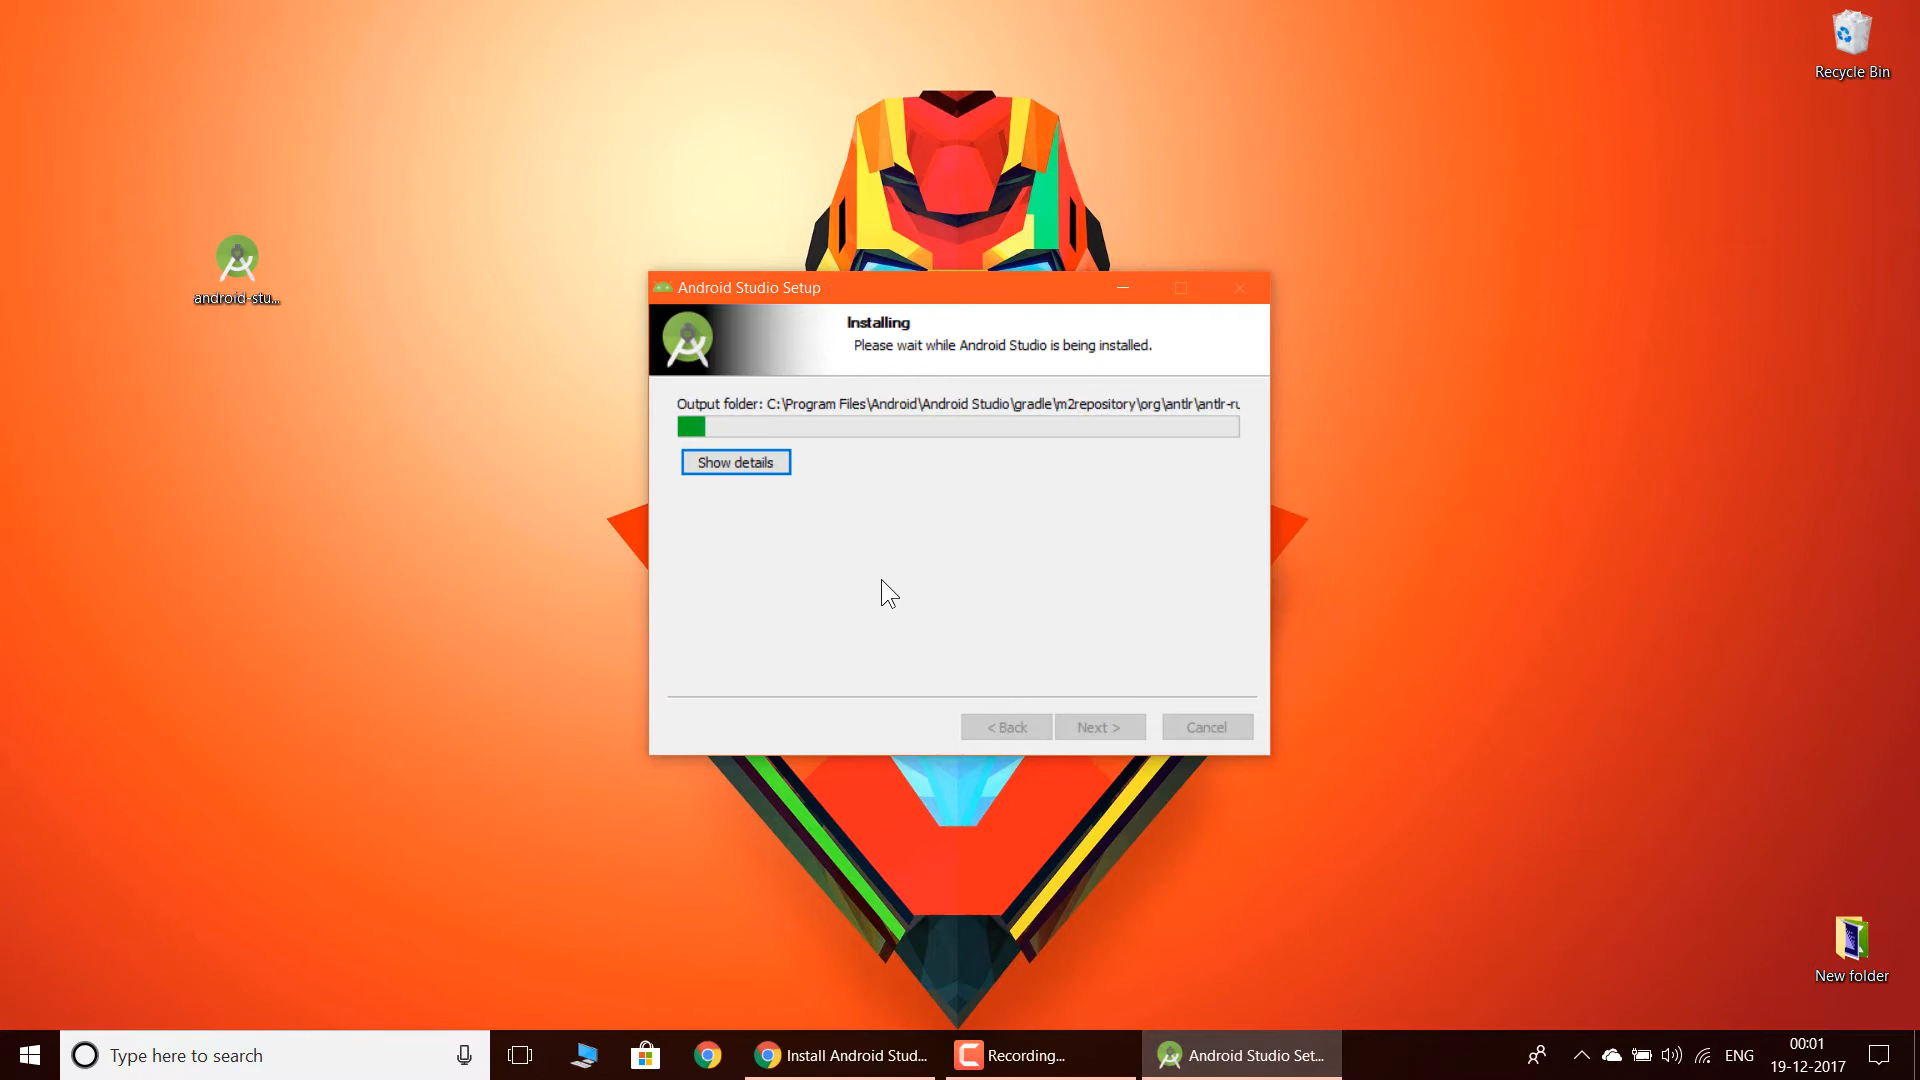 Recycle Bin
android-stu...
Android Studio Setup
Installing
Please wait while Android Studio is being installed.
Output folder: C:\Program Files\Android\Android Studio\gradle\m2repository\org\antlr\antlr-ru
Show details
< Back
Next >
Cancel
New folder
Type here to search
Install Android Stud...
Recording...
Android Studio Set...
ENG
00:01
19-12-2017